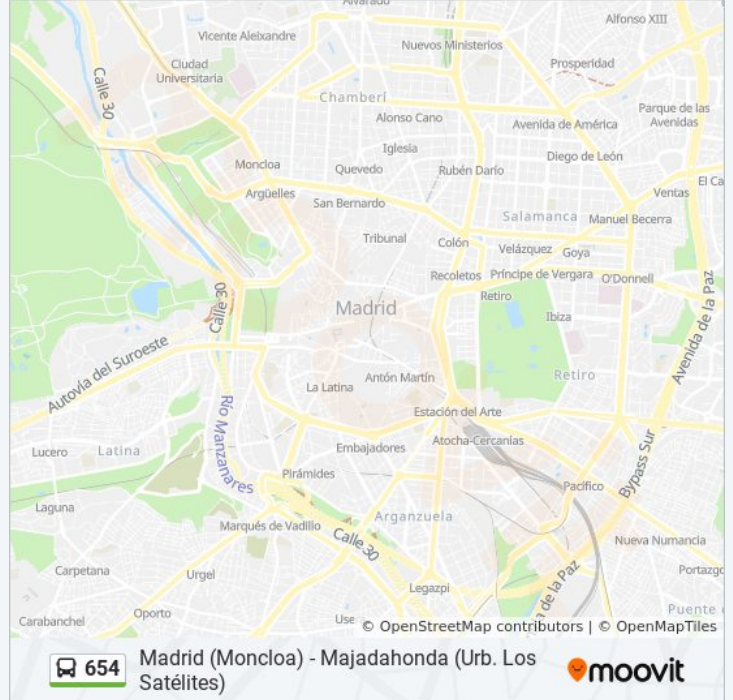 Alvarado
Alfonso XIII
Vicente Aleixandre
Nuevos Ministerios
Ciudad
Universitaria
Prosperidad
Calle 30
Chamberí
Parque de las
Avenidas
Alonso Cano
Avenida de América
Iglesia
Diego de León
Moncloa
Quevedo
Rubén Darío
El Ca
Argüelles
Ventas
San Bernardo
Salamanca
Manuel Becerra
Tribunal
Colón
Velázquez
Goya
Recoletos
Príncipe de Vergara
O'Donnell
Calle 30
Retiro
Madrid
Ibiza
Avenida de la Paz
Autovía del Suroeste
Retiro
La Latina
Antón Martín
Estación del Arte
Río Manzanares
Atocha-Cercanías
Lucero
Latina
Embajadores
Bypass Sur
Pirámides
Pacífico
Laguna
Arganzuela
Marqués de Vadillo
Calle 30
Nueva Numancia
Carpetana
Urgel
Portazgo
Legazpi
a de la Paz
Oporto
Puente
Carabanchel
Use
© OpenStreetMap contributors | © OpenMapTiles
654
Madrid (Moncloa) - Majadahonda (Urb. Los
Satélites)
moovit